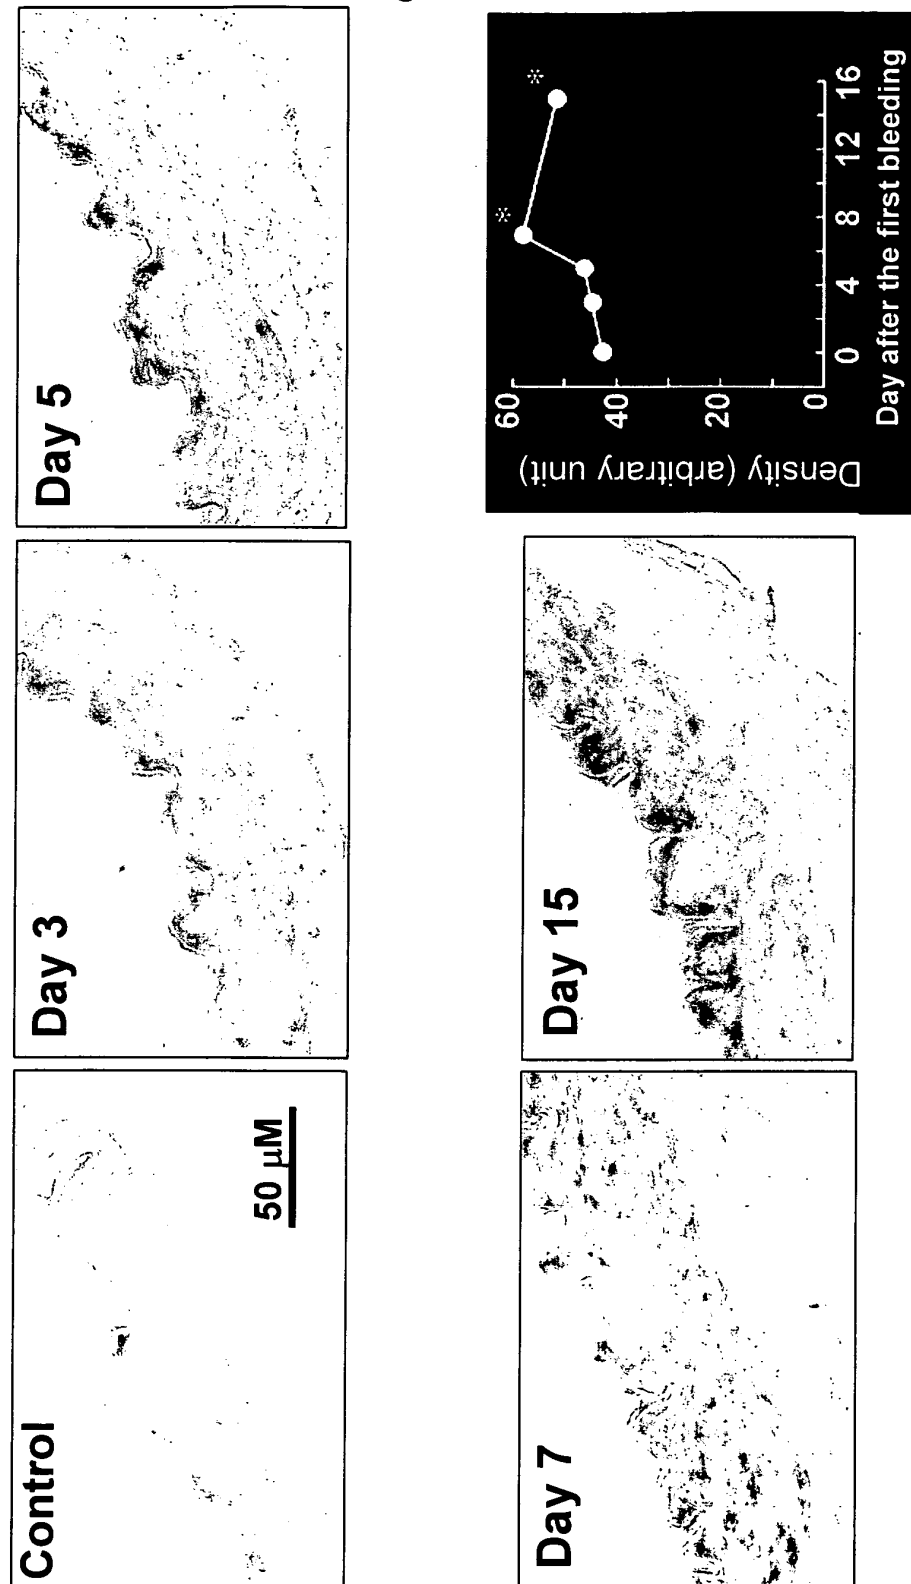 Control
50 µM
Day 3
Day 5
Day 7
Day 15
*
*
60
40
20
0
Density (arbitrary unit)
0 4 8 12 16
Day after the first bleeding